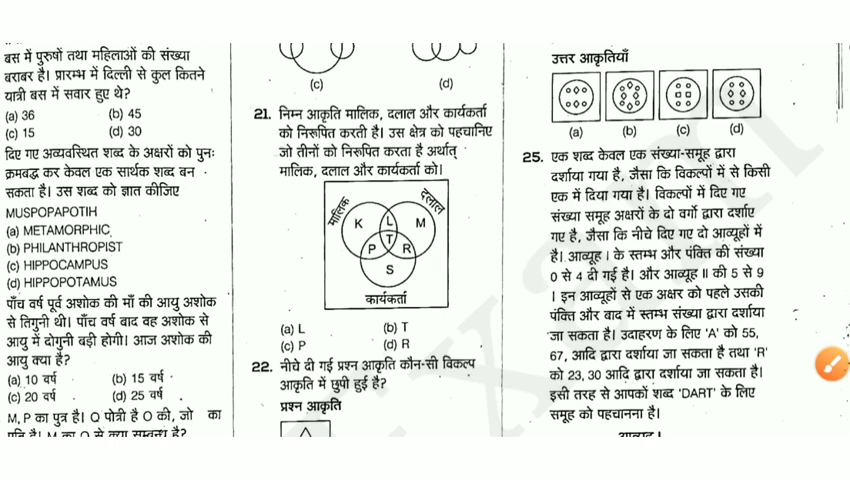 बस में पुरुषों तथा महिलाओं की संख्या
बराबर है। प्रारम्भ में दिल्ली से कुल कितने
यात्री बस में सवार हुए थे?
(a) 36 (b) 45
(c) 15 (d) 30
दिए गए अव्यवस्थित शब्द के अक्षरों को पुनः
क्रमबद्ध कर केवल एक सार्थक शब्द बन
सकता है। उस शब्द को ज्ञात कीजिए
MUSPOPAPOTIH
(a) METAMORPHIC
(b) PHILANTHROPIST
(c) HIPPOCAMPUS
(d) HIPPOPOTAMUS
पाँच वर्ष पूर्व अशोक की माँ की आयु अशोक
से तिगुनी थी। पाँच वर्ष बाद वह अशोक से
आयु में दोगुनी बड़ी होगी। आज अशोक की
आयु क्या है?
(a) 10 वर्ष (b) 15 वर्ष
(c) 20 वर्ष (d) 25 वर्ष
M, P का पुत्र है। Q पोत्री है O की, जो का
पति है। M का O से क्या सम्बन्ध है?
(c) (d)
21. निम्न आकृति मालिक, दलाल और कार्यकर्ता
को निरूपित करती है। उस क्षेत्र को पहचानिए
जो तीनों को निरूपित करता है अर्थात्
मालिक, दलाल और कार्यकर्ता को।
मालिक दलाल
K L M
T
P R
S
कार्यकर्ता
(a) L (b) T
(c) P (d) R
22. नीचे दी गई प्रश्न आकृति कौन-सी विकल्प
आकृति में छुपी हुई है?
प्रश्न आकृति
उत्तर आकृतियाँ
(a) (b) (c) (d)
25. एक शब्द केवल एक संख्या-समूह द्वारा
दर्शाया गया है, जैसा कि विकल्पों में से किसी
एक में दिया गया है। विकल्पों में दिए गए
संख्या समूह अक्षरों के दो वर्गो द्वारा दर्शाए
गए है, जैसा कि नीचे दिए गए दो आव्यूहों में
है। आव्यूह I के स्तम्भ और पंक्ति की संख्या
0 से 4 दी गई है। और आव्यूह II की 5 से 9
। इन आव्यूहों से एक अक्षर को पहले उसकी
पंक्ति और बाद में स्तम्भ संख्या द्वारा दर्शाया
जा सकता है। उदाहरण के लिए 'A' को 55,
67, आदि द्वारा दर्शाया जा सकता है तथा 'R'
को 23, 30 आदि द्वारा दर्शाया जा सकता है।
इसी तरह से आपकों शब्द 'DART' के लिए
समूह को पहचानना है।
आव्यूह I